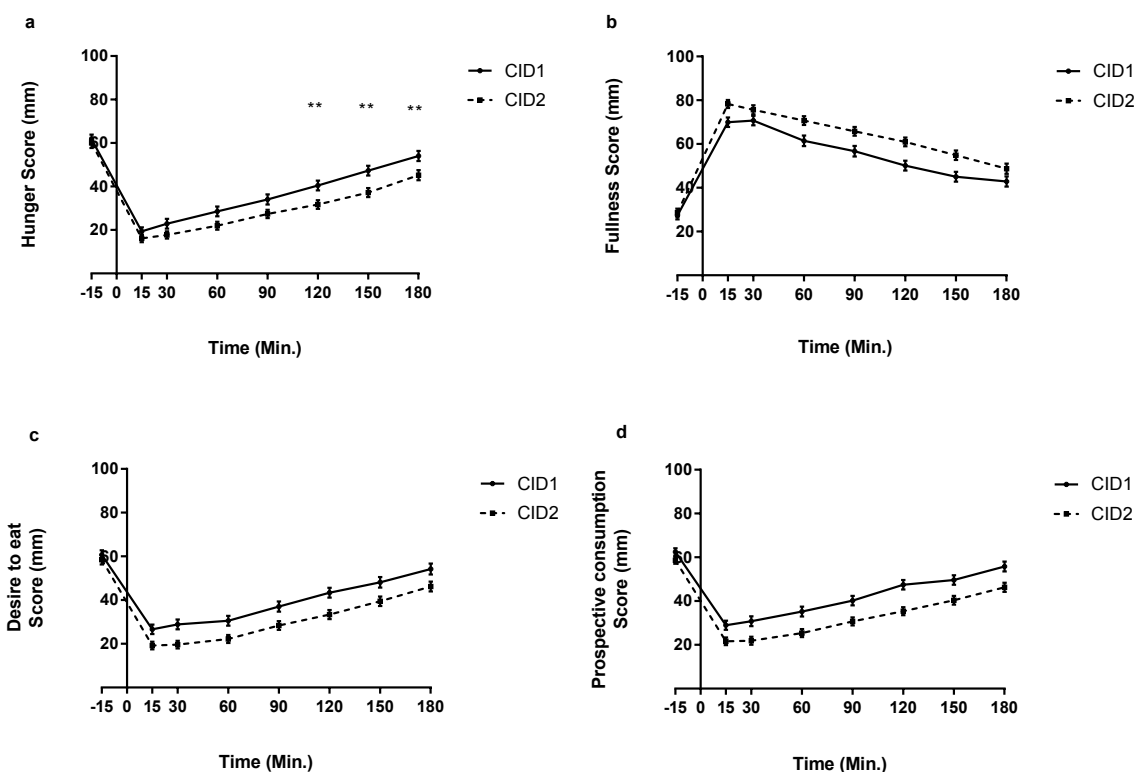 a
100
80
60
40
20
Hunger Score (mm)
** ** **
CID1
CID2
-15 0 15 30 60 90 120 150 180
Time (Min.)
b
100
80
60
40
20
Fullness Score (mm)
CID1
CID2
-15 0 15 30 60 90 120 150 180
Time (Min.)
c
100
80
60
40
20
Desire to eat
Score (mm)
CID1
CID2
-15 0 15 30 60 90 120 150 180
Time (Min.)
d
100
80
60
40
20
Prospective consumption
Score (mm)
CID1
CID2
-15 0 15 30 60 90 120 150 180
Time (Min.)